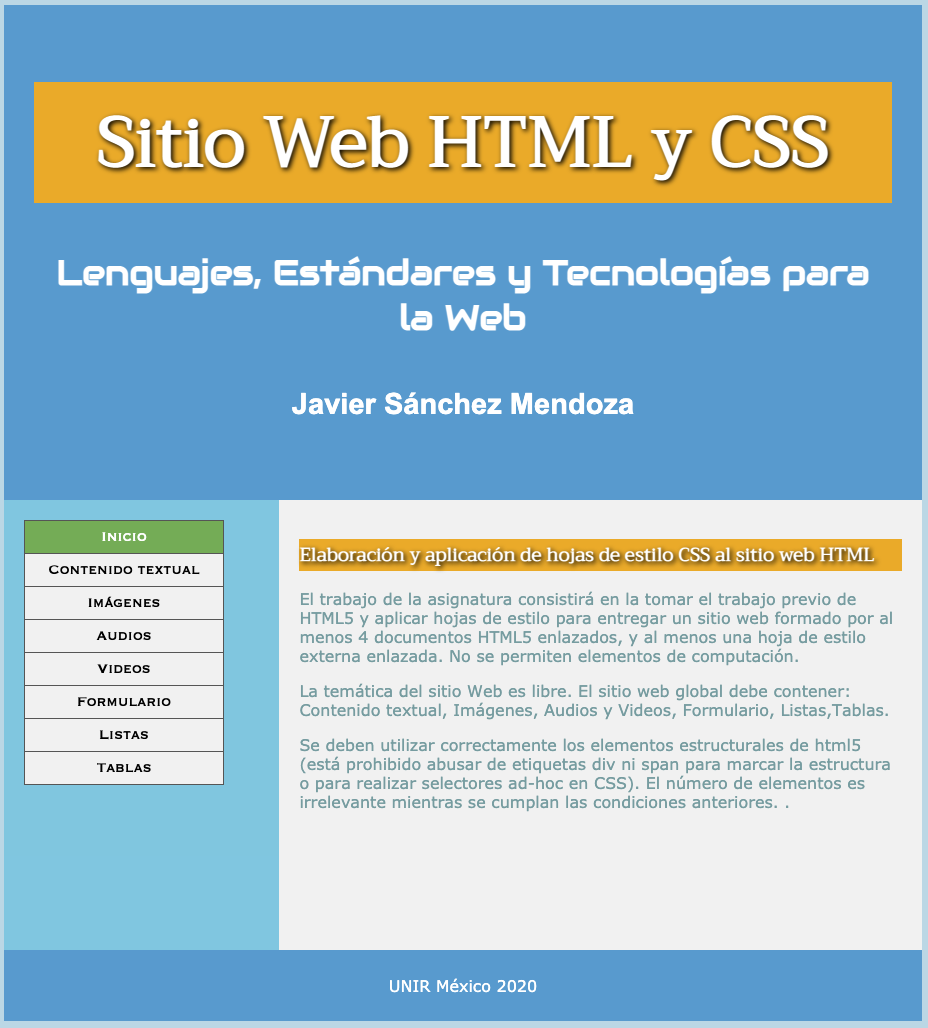 Sitio Web HTML y CSS
Lenguajes, Estándares y Tecnologías para
la Web
Javier Sánchez Mendoza
Inicio
Contenido textual
Imágenes
Audios
Videos
Formulario
Listas
Tablas
Elaboración y aplicación de hojas de estilo CSS al sitio web HTML
El trabajo de la asignatura consistirá en la tomar el trabajo previo de
HTML5 y aplicar hojas de estilo para entregar un sitio web formado por al
menos 4 documentos HTML5 enlazados, y al menos una hoja de estilo
externa enlazada. No se permiten elementos de computación.
La temática del sitio Web es libre. El sitio web global debe contener:
Contenido textual, Imágenes, Audios y Videos, Formulario, Listas,Tablas.
Se deben utilizar correctamente los elementos estructurales de html5
(está prohibido abusar de etiquetas div ni span para marcar la estructura
o para realizar selectores ad-hoc en CSS). El número de elementos es
irrelevante mientras se cumplan las condiciones anteriores. .
UNIR México 2020